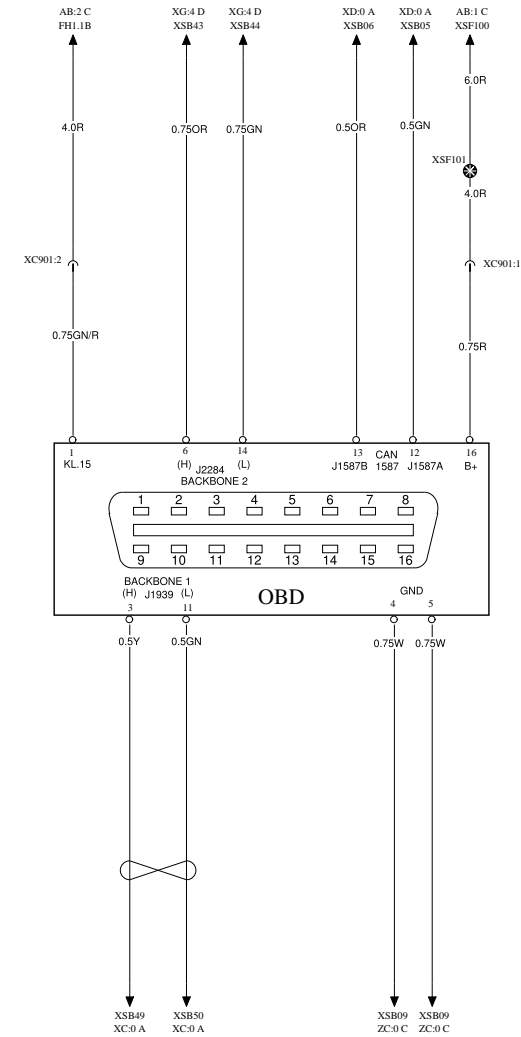 AB:2 C XG:4 D XG:4 D XD:0 A XD:0 A AB:1 C
FH1.1B XSB43 XSB44 XSB06 XSB05 XSF100
6.0R
4.0R 0.75OR 0.75GN 0.5OR 0.5GN
XSF101
4.0R
XC901:2 XC901:1
0.75GN/R
0.75R
1 6 14 13 12 16
KL.15 (H) J2284 (L) J1587B CAN 1587 J1587A B+
BACKBONE 2
1 2 3 4 5 6 7 8
9 10 11 12 13 14 15 16
BACKBONE 1
(H) J1939 (L) OBD GND
3 11 4 5
0.5Y 0.5GN 0.75W 0.75W
XSB49 XSB50 XSB09 XSB09
XC:0 A XC:0 A ZC:0 C ZC:0 C